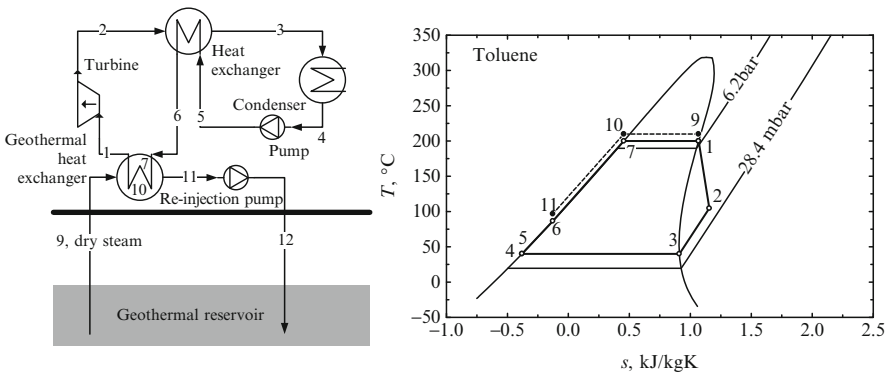 2
3
Turbine
Heat
exchanger
Condenser
6
5
4
Pump
Geothermal
heat
exchanger
1
7
10
11
Re-injection pump
9, dry steam
12
Geothermal reservoir
Toluene
350
300
250
200
150
100
50
0
−50
T, °C
6.2bar
28.4 mbar
10
9
7
1
11
6
2
5
4
3
−1.0
−0.5
0.0
0.5
1.0
1.5
2.0
2.5
s, kJ/kgK